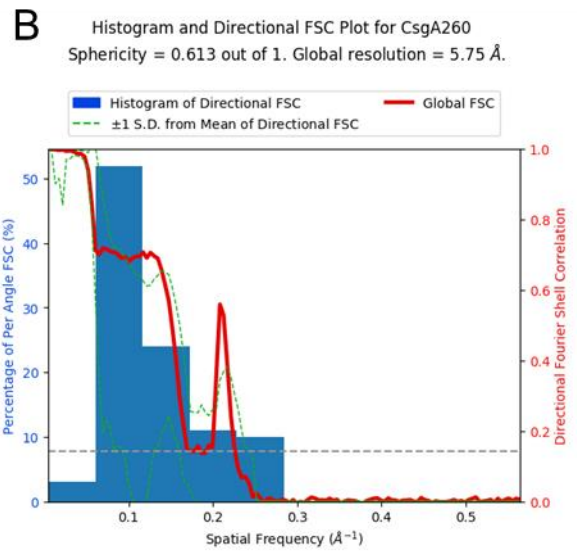 B
Histogram and Directional FSC Plot for CsgA260
Sphericity = 0.613 out of 1. Global resolution = 5.75 Å.
Histogram of Directional FSC
Global FSC
±1 S.D. from Mean of Directional FSC
Percentage of Per Angle FSC (%)
50
40
30
20
10
0
1.0
0.8
0.6
0.4
0.2
0.0
Directional Fourier Shell Correlation
0.1 0.2 0.3 0.4 0.5
Spatial Frequency (Å⁻¹)